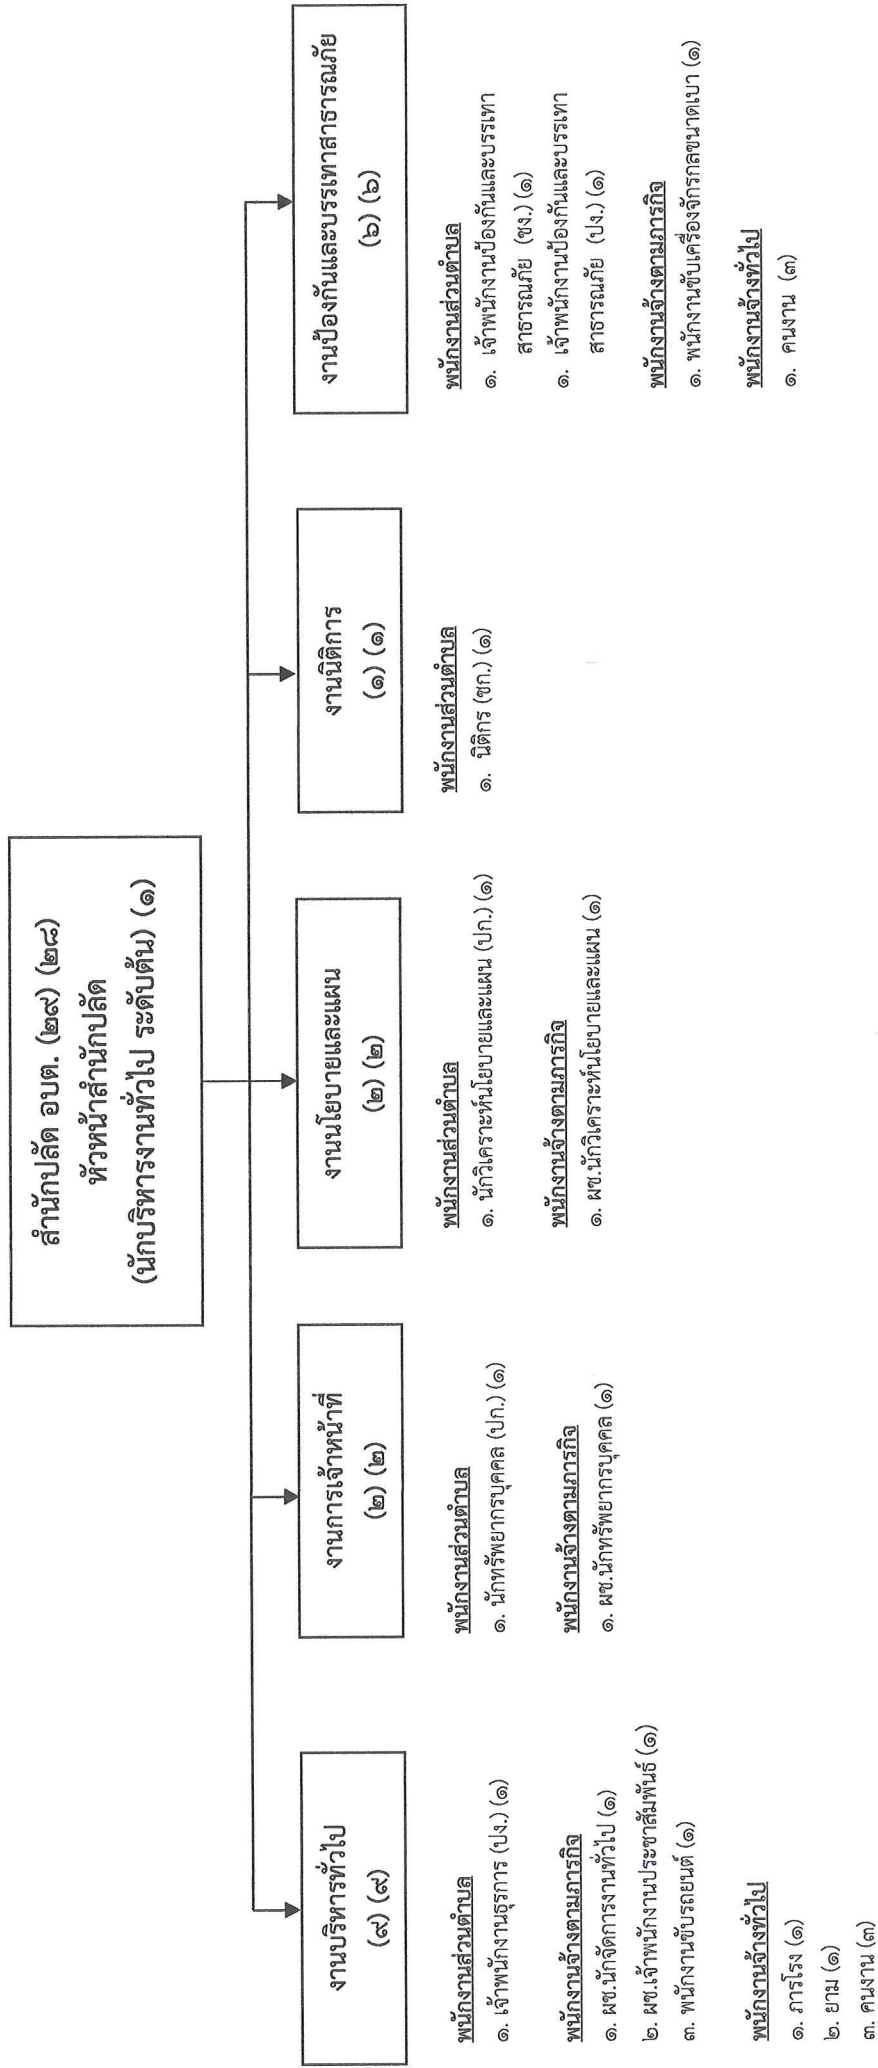 สำนักปลัด อบต. (๒๙) (๒๘)
หัวหน้าสำนักปลัด
(นักบริหารงานทั่วไป ระดับต้น) (๑)
งานบริหารทั่วไป
(๙) (๙)
พนักงานส่วนตำบล
๑. เจ้าพนักงานธุรการ (ปง.) (๑)
พนักงานจ้างตามภารกิจ
๑. ผช.นักจัดการงานทั่วไป (๑)
๒. ผช.เจ้าพนักงานประชาสัมพันธ์ (๑)
๓. พนักงานขับรถยนต์ (๑)
พนักงานจ้างทั่วไป
๑. ภารโรง (๑)
๒. ยาม (๑)
๓. คนงาน (๓)
งานการเจ้าหน้าที่
(๒) (๒)
พนักงานส่วนตำบล
๑. นักทรัพยากรบุคคล (ปก.) (๑)
พนักงานจ้างตามภารกิจ
๑. ผช.นักทรัพยากรบุคคล (๑)
งานนโยบายและแผน
(๒) (๒)
พนักงานส่วนตำบล
๑. นักวิเคราะห์นโยบายและแผน (ปก.) (๑)
พนักงานจ้างตามภารกิจ
๑. ผช.นักวิเคราะห์นโยบายและแผน (๑)
งานนิติการ
(๑) (๑)
พนักงานส่วนตำบล
๑. นิติกร (ชก.) (๑)
งานป้องกันและบรรเทาสาธารณภัย
(๖) (๖)
พนักงานส่วนตำบล
๑. เจ้าพนักงานป้องกันและบรรเทา
สาธารณภัย (ชง.) (๑)
๑. เจ้าพนักงานป้องกันและบรรเทา
สาธารณภัย (ปง.) (๑)
พนักงานจ้างตามภารกิจ
๑. พนักงานขับเครื่องจักรกลขนาดเบา (๑)
พนักงานจ้างทั่วไป
๑. คนงาน (๓)